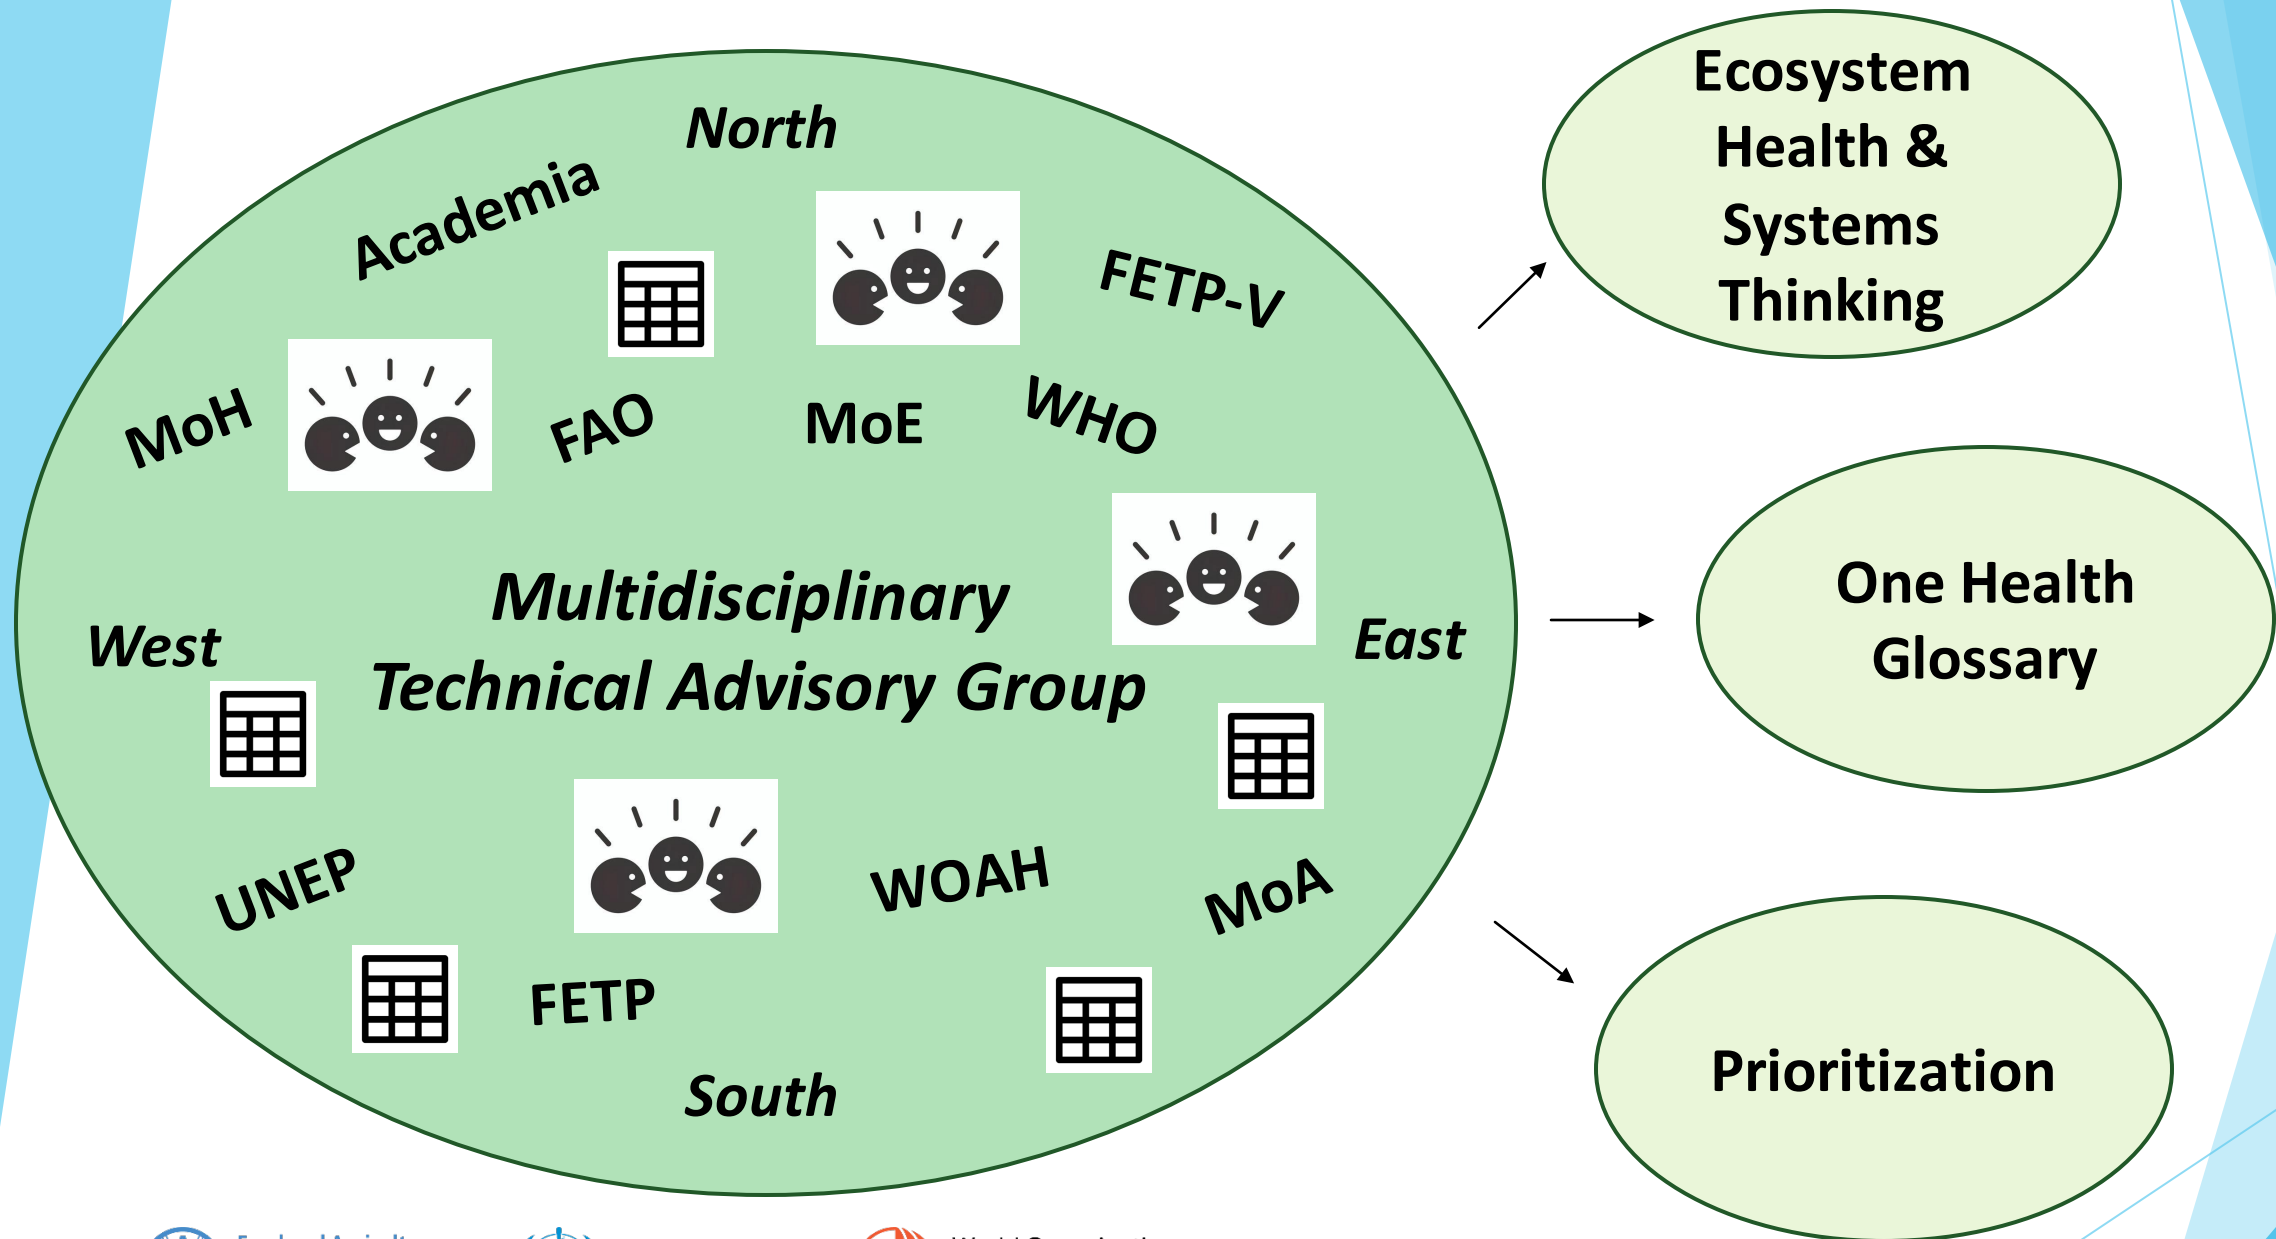 North
Academia
FETP-V
MoH
FAO
MoE
WHO
Multidisciplinary
Technical Advisory Group
West
East
UNEP
WOAH
MoA
FETP
South
Ecosystem
Health &
Systems
Thinking
One Health
Glossary
Prioritization